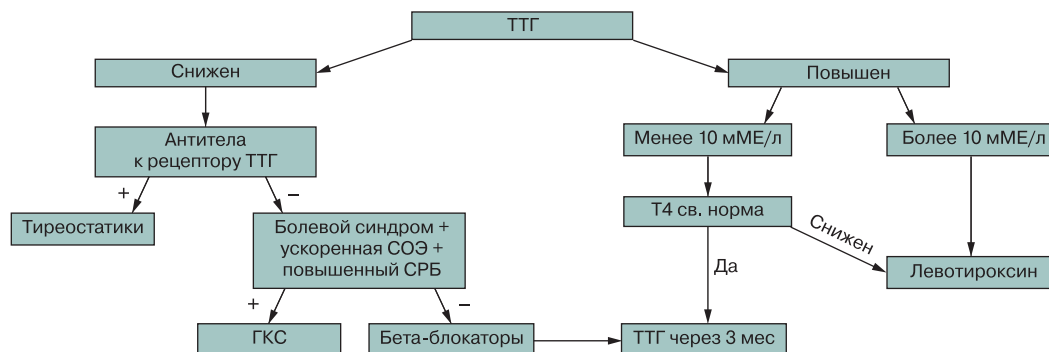 ТТГ
Снижен
Повышен
Антитела
к рецептору ТТГ
Менее 10 мМЕ/л
Более 10 мМЕ/л
+
–
Тиреостатики
Т4 св. норма
Болевой синдром +
ускоренная СОЭ +
повышенный СРБ
Снижен
Да
Левотироксин
+
–
ГКС
Бета-блокаторы
ТТГ через 3 мес